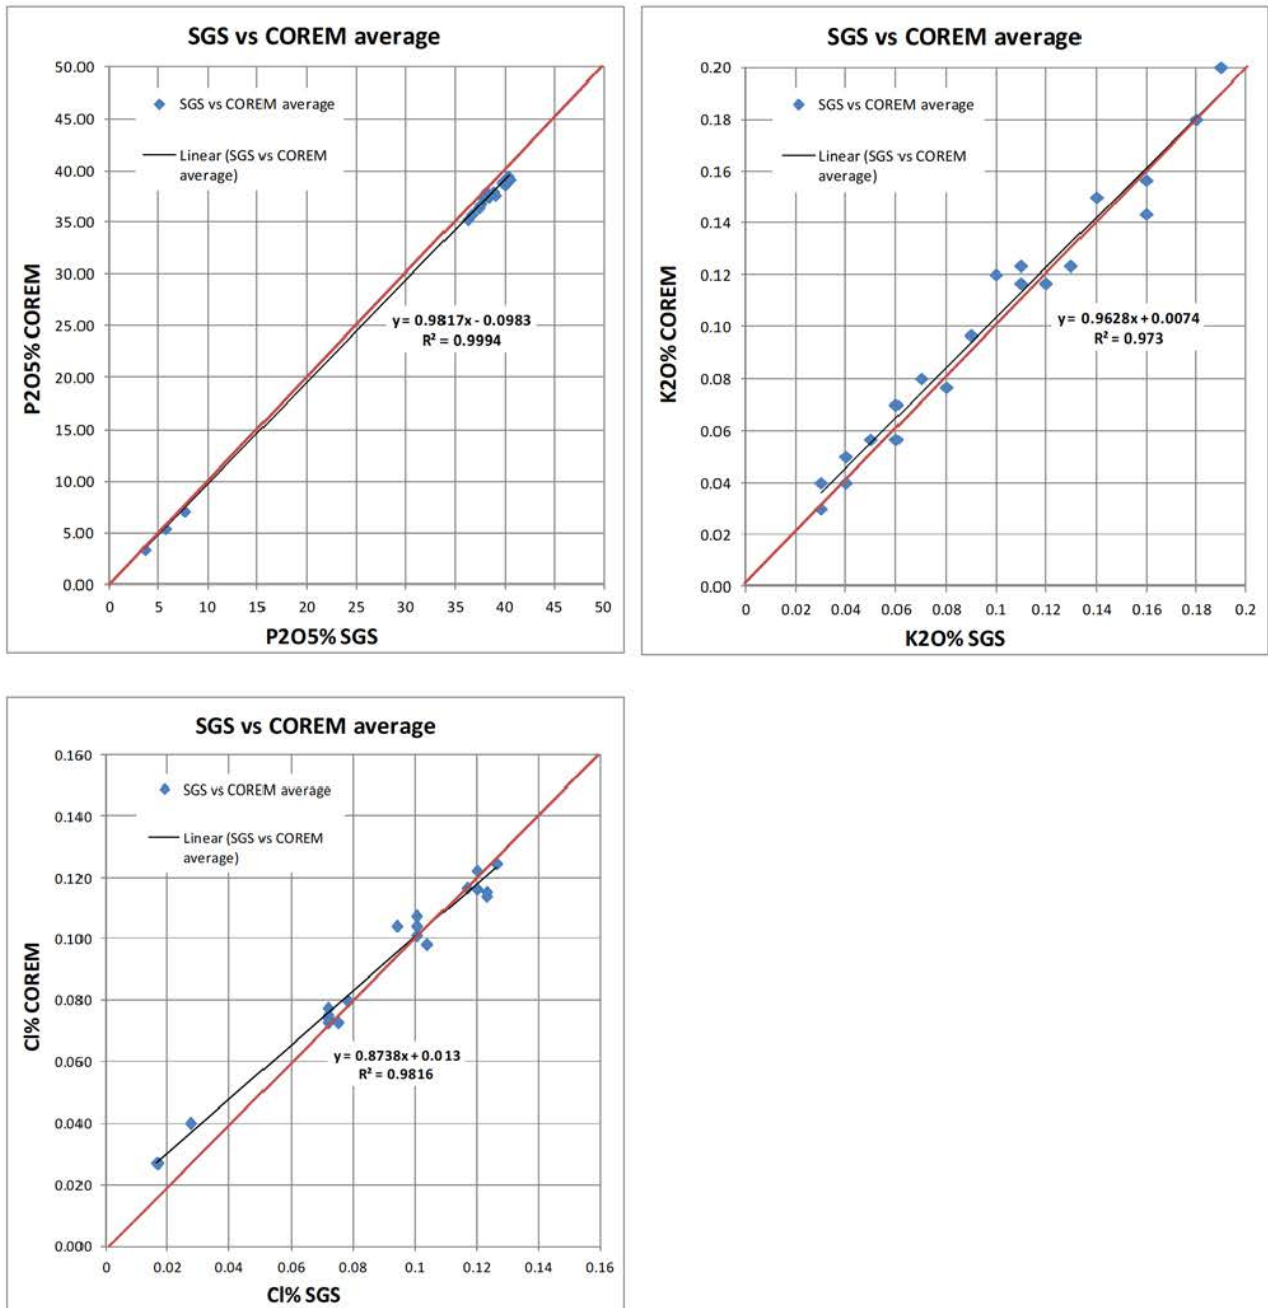 SGS vs COREM average
50.00
45.00
40.00
35.00
30.00
25.00
20.00
15.00
10.00
5.00
0.00
SGS vs COREM average
Linear (SGS vs COREM
average)
y = 0.9817x - 0.0983
R² = 0.9994
0 5 10 15 20 25 30 35 40 45 50
P2O5% COREM
P2O5% SGS
SGS vs COREM average
0.20
0.18
0.16
0.14
0.12
0.10
0.08
0.06
0.04
0.02
0.00
SGS vs COREM average
Linear (SGS vs COREM
average)
y = 0.9628x + 0.0074
R² = 0.973
0 0.02 0.04 0.06 0.08 0.1 0.12 0.14 0.16 0.18 0.2
K2O% COREM
K2O% SGS
SGS vs COREM average
0.160
0.140
0.120
0.100
0.080
0.060
0.040
0.020
0.000
SGS vs COREM average
Linear (SGS vs COREM
average)
y = 0.8738x + 0.013
R² = 0.9816
0 0.02 0.04 0.06 0.08 0.1 0.12 0.14 0.16
Cl% COREM
Cl% SGS